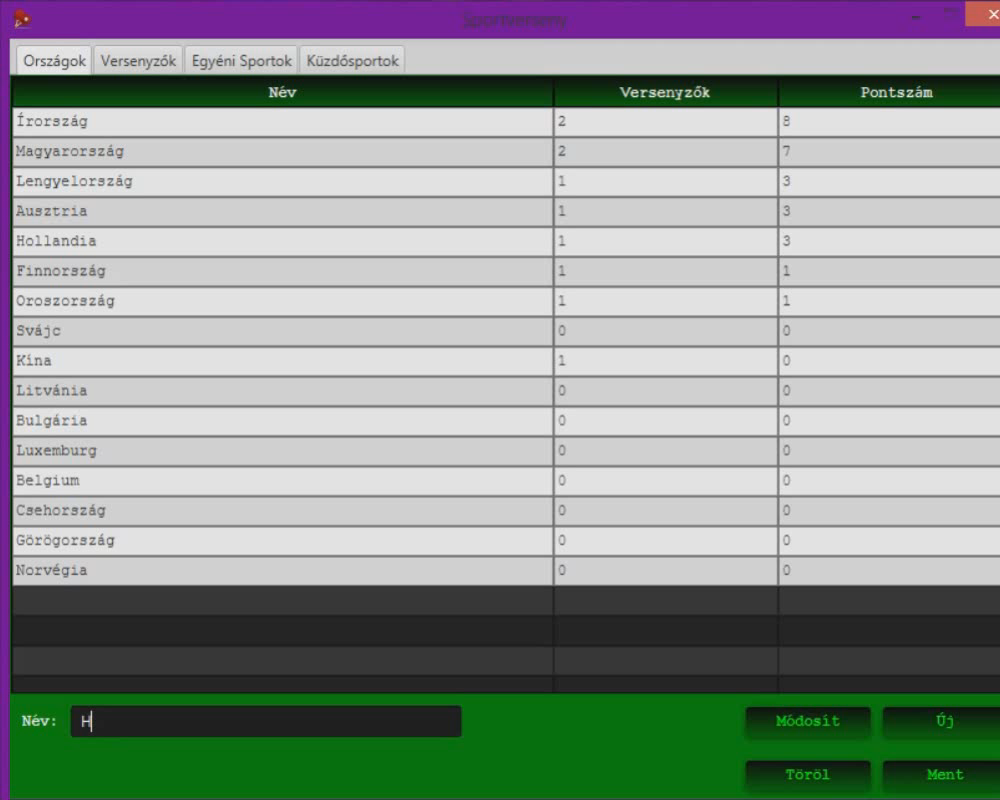 Sportverseny
Országok Versenyzők Egyéni Sportok Küzdősportok
Név Versenyzők Pontszám
Írország 2 8
Magyarország 2 7
Lengyelország 1 3
Ausztria 1 3
Hollandia 1 3
Finnország 1 1
Oroszország 1 1
Svájc 0 0
Kína 1 0
Litvánia 0 0
Bulgária 0 0
Luxemburg 0 0
Belgium 0 0
Csehország 0 0
Görögország 0 0
Norvégia 0 0
Név: H Módosít Új
Töröl Ment